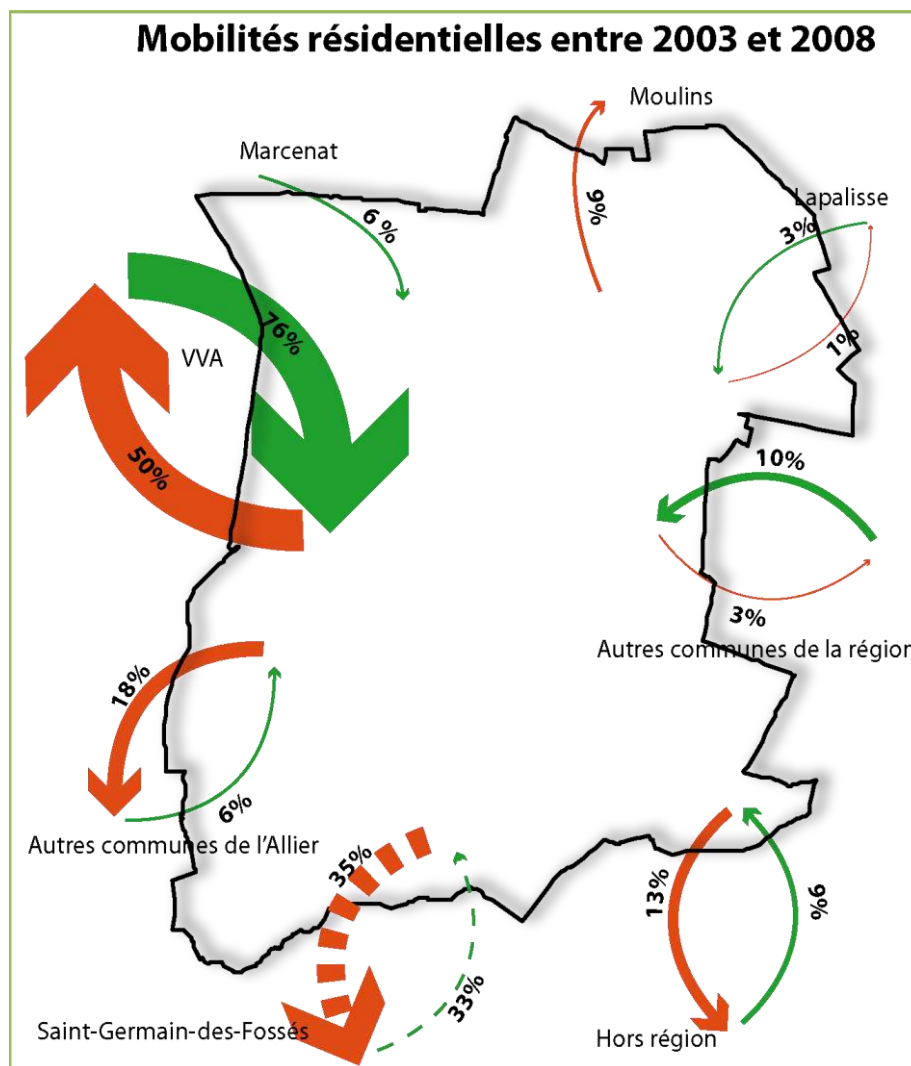 Mobilités résidentielles entre 2003 et 2008
Moulins
Marcenat
Lapalisse
6 %
9%
3%
76%
VVA
1%
50%
10%
3%
Autres communes de la région
18%
6%
Autres communes de l'Allier
35%
13%
9%
33%
Saint-Germain-des-Fossés
Hors région